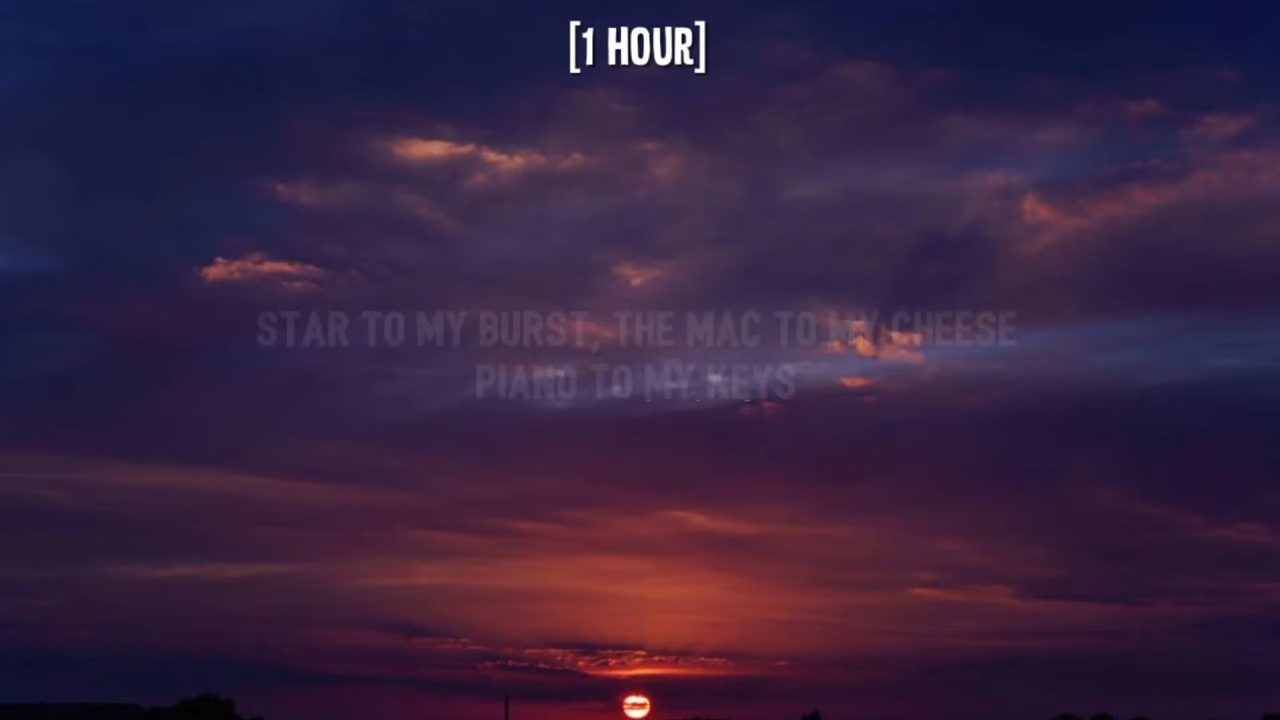 [1 HOUR]
STAR TO MY BURST, THE MAC TO MY CHEESE
PIANO TO MY KEYS